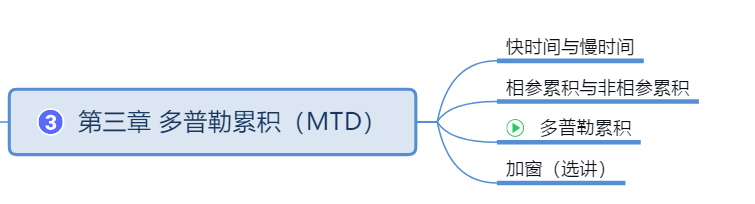 3 第三章 多普勒累积（MTD）
快时间与慢时间
相参累积与非相参累积
多普勒累积
加窗（选讲）